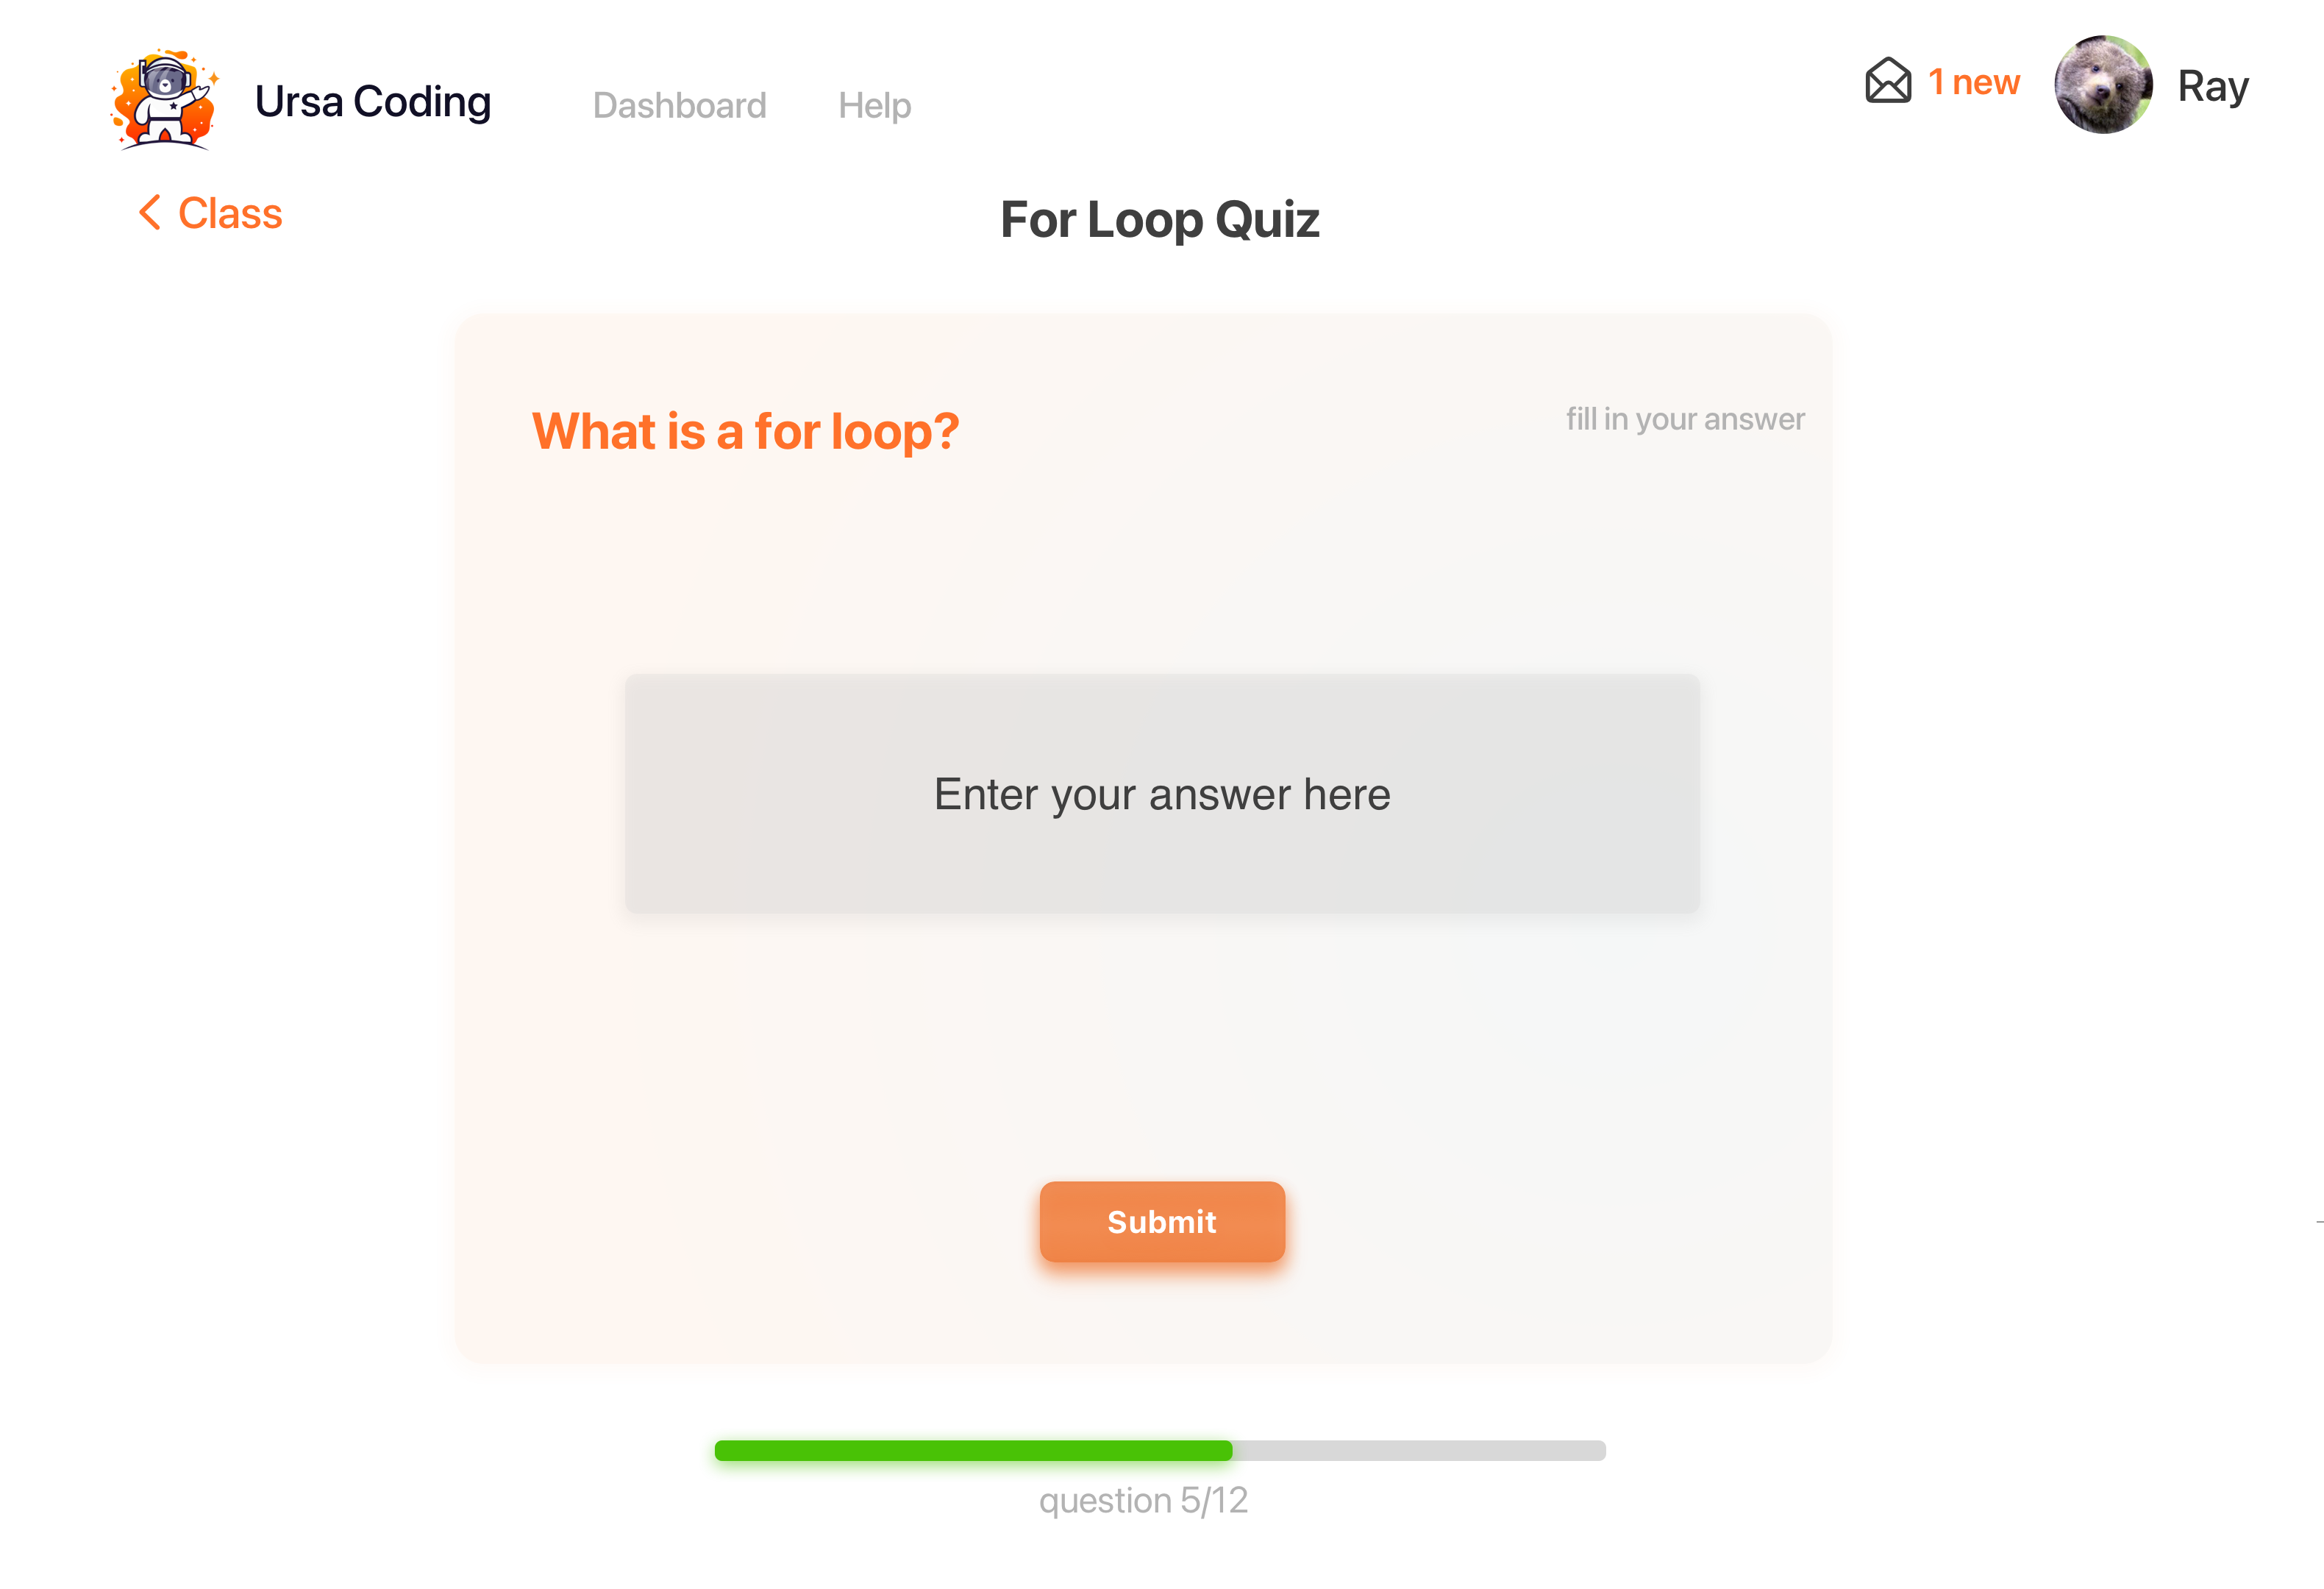 Ursa Coding
Dashboard
Help
1 new
Ray
Class
For Loop Quiz
What is a for loop?
fill in your answer
Enter your answer here
Submit
question 5/12